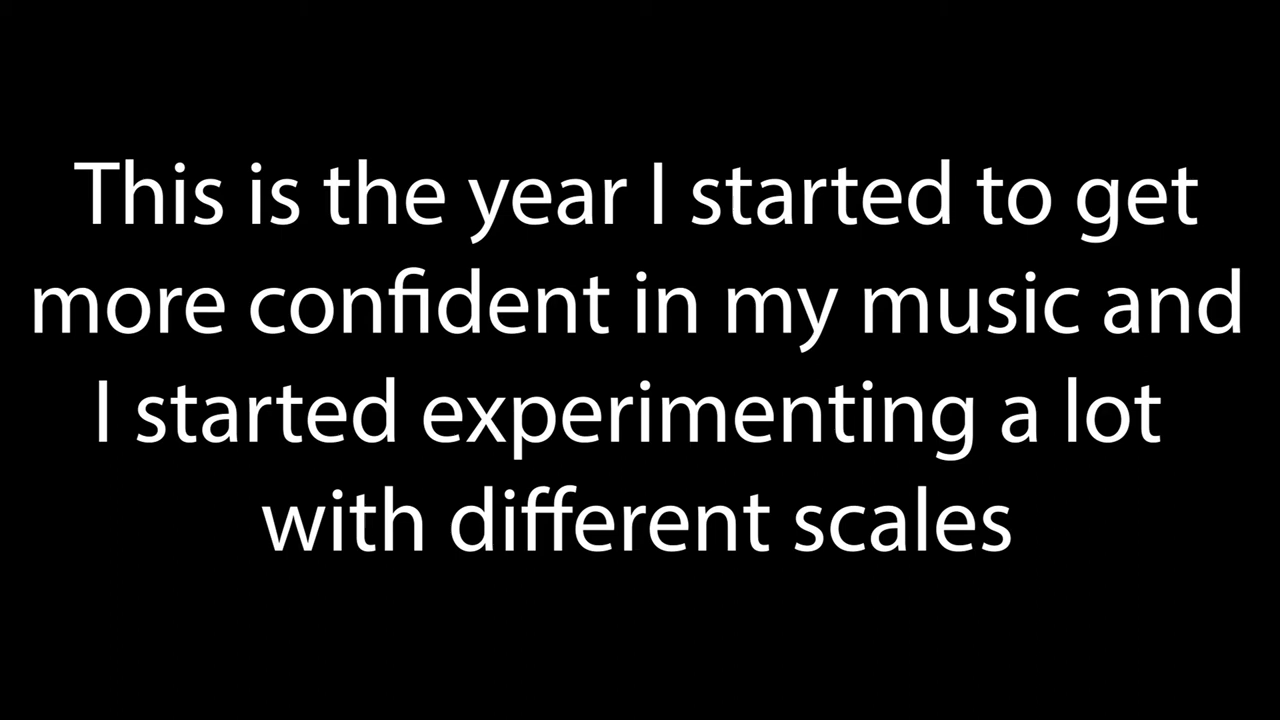 This is the year I started to get
more confident in my music and
I started experimenting a lot
with different scales